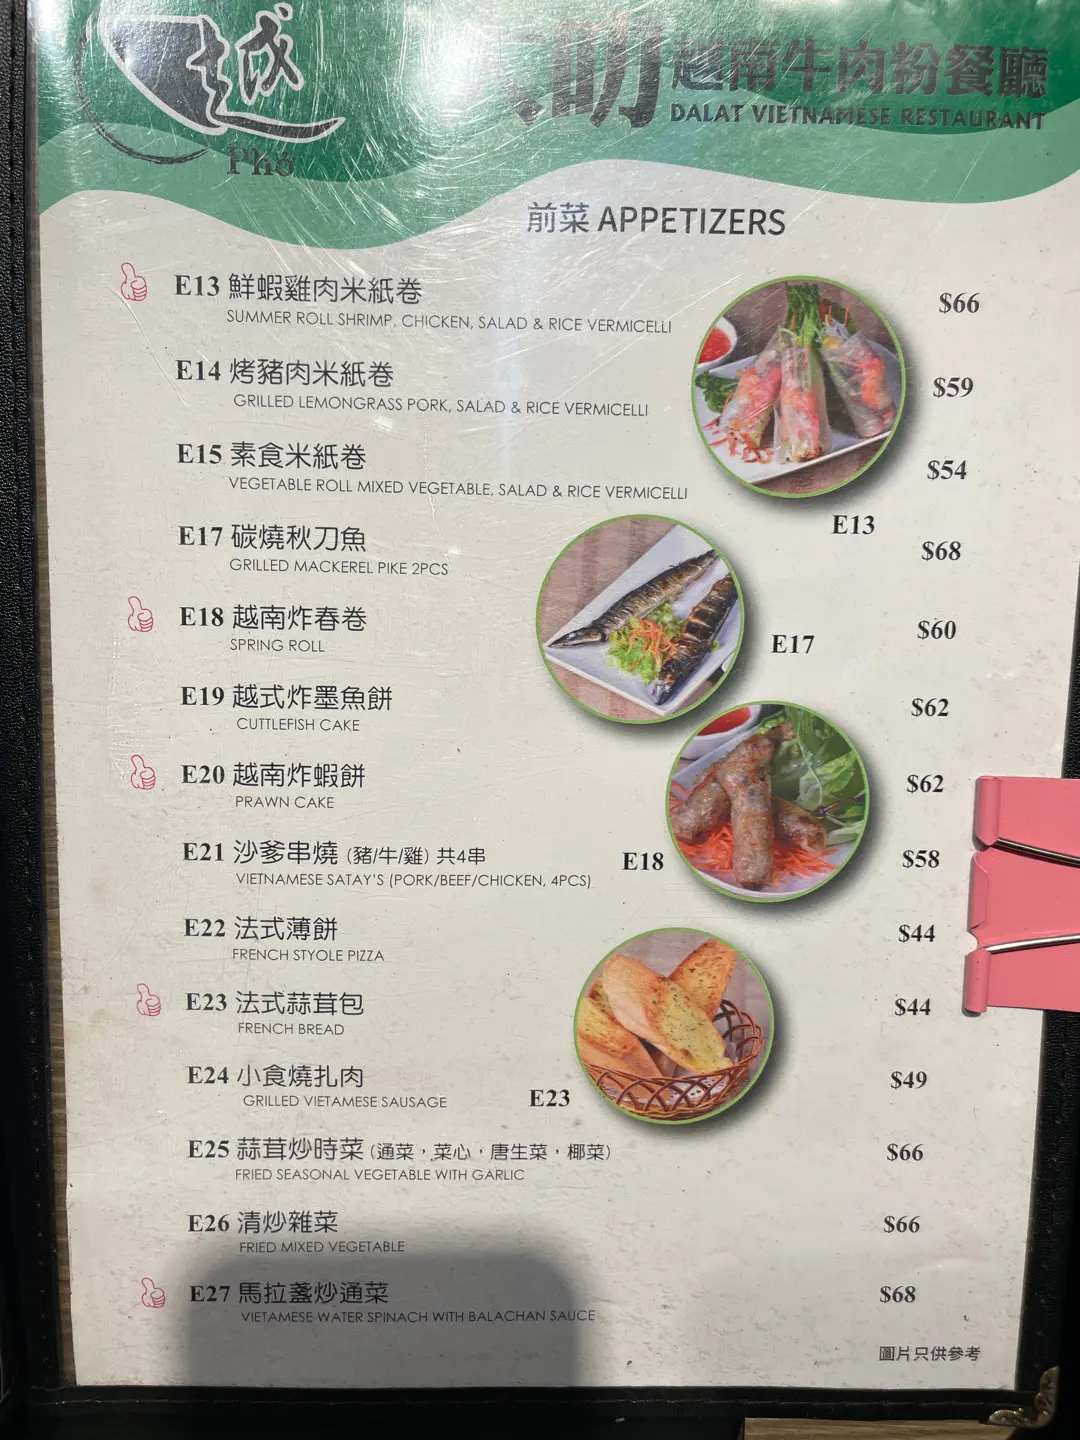 越
Phở
叻越南牛肉粉餐廳
DALAT VIETNAMESE RESTAURANT
前菜 APPETIZERS
E13 鮮蝦雞肉米紙卷 $66
SUMMER ROLL SHRIMP, CHICKEN, SALAD & RICE VERMICELLI
E14 烤豬肉米紙卷 $59
GRILLED LEMONGRASS PORK, SALAD & RICE VERMICELLI
E15 素食米紙卷 $54
VEGETABLE ROLL MIXED VEGETABLE, SALAD & RICE VERMICELLI
E13
E17 碳燒秋刀魚 $68
GRILLED MACKEREL PIKE 2PCS
E18 越南炸春卷 $60
SPRING ROLL
E17
E19 越式炸墨魚餅 $62
CUTTLEFISH CAKE
E20 越南炸蝦餅 $62
PRAWN CAKE
E21 沙爹串燒 (豬/牛/雞) 共4串 $58
VIETNAMESE SATAY'S (PORK/BEEF/CHICKEN, 4PCS)
E18
E22 法式薄餅 $44
FRENCH STYOLE PIZZA
E23 法式蒜茸包 $44
FRENCH BREAD
E24 小食燒扎肉 $49
GRILLED VIETAMESE SAUSAGE
E23
E25 蒜茸炒時菜 (通菜，菜心，唐生菜，椰菜) $66
FRIED SEASONAL VEGETABLE WITH GARLIC
E26 清炒雜菜 $66
FRIED MIXED VEGETABLE
E27 馬拉盞炒通菜 $68
VIETAMESE WATER SPINACH WITH BALACHAN SAUCE
圖片只供參考